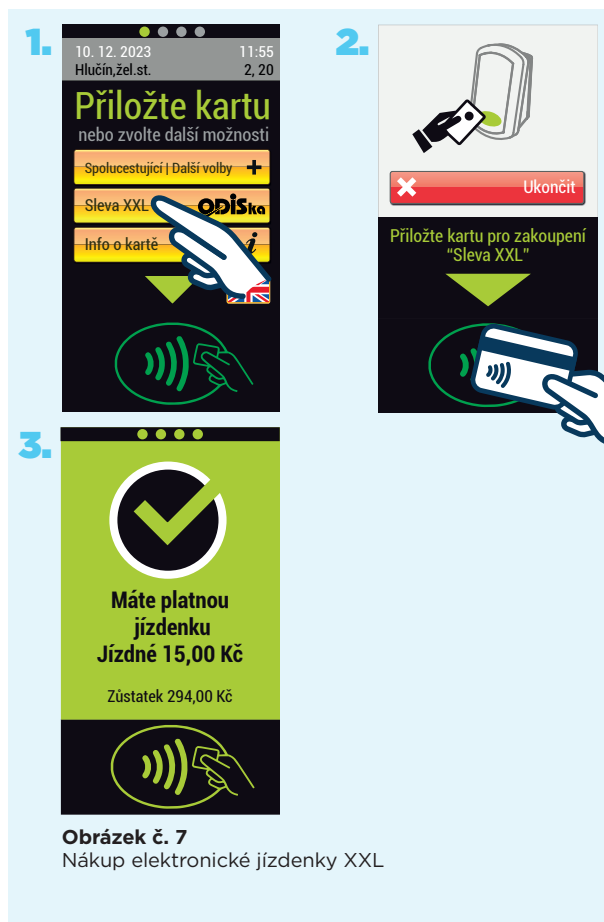 1.
10. 12. 2023 11:55
Hlučín,žel.st. 2, 20
Přiložte kartu
nebo zvolte další možnosti
Spolucestující | Další volby +
Sleva XXL ODISka
Info o kartě i
2.
Ukončit
Přiložte kartu pro zakoupení
“Sleva XXL”
3.
Máte platnou
jízdenku
Jízdné 15,00 Kč
Zůstatek 294,00 Kč
Obrázek č. 7
Nákup elektronické jízdenky XXL